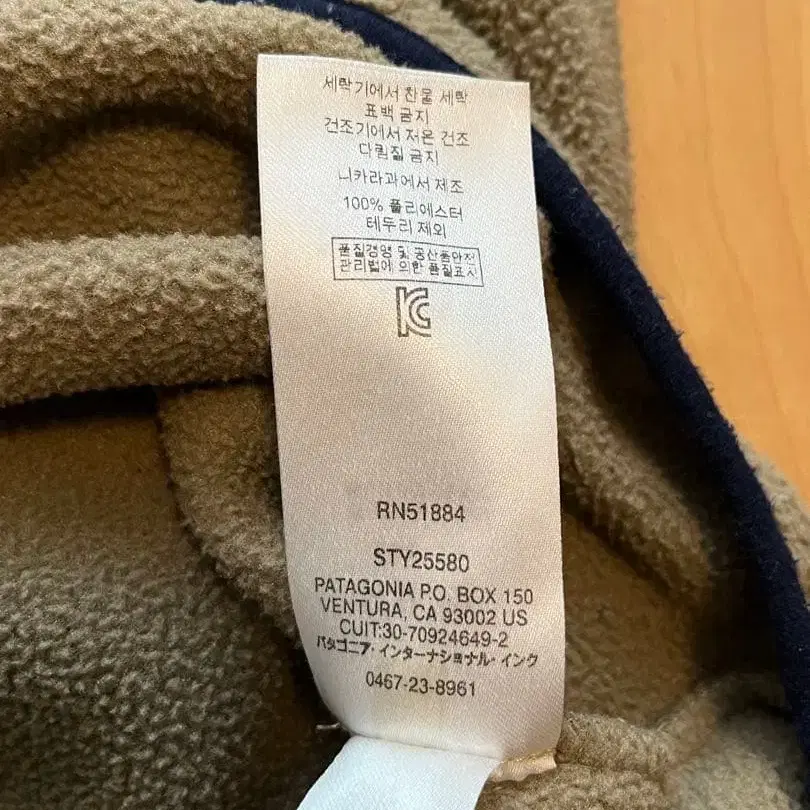 세탁기에서 찬물 세탁
표백 금지
건조기에서 저온 건조
다림질 금지
니카라과에서 제조
100% 폴리에스터
테두리 제외
품질경영 및 공산품안전
관리법에 의한 품질표시
RN51884
STY25580
PATAGONIA P.O. BOX 150
VENTURA, CA 93002 US
CUIT:30-70924649-2
パタゴニア・インターナショナル・インク
0467-23-8961